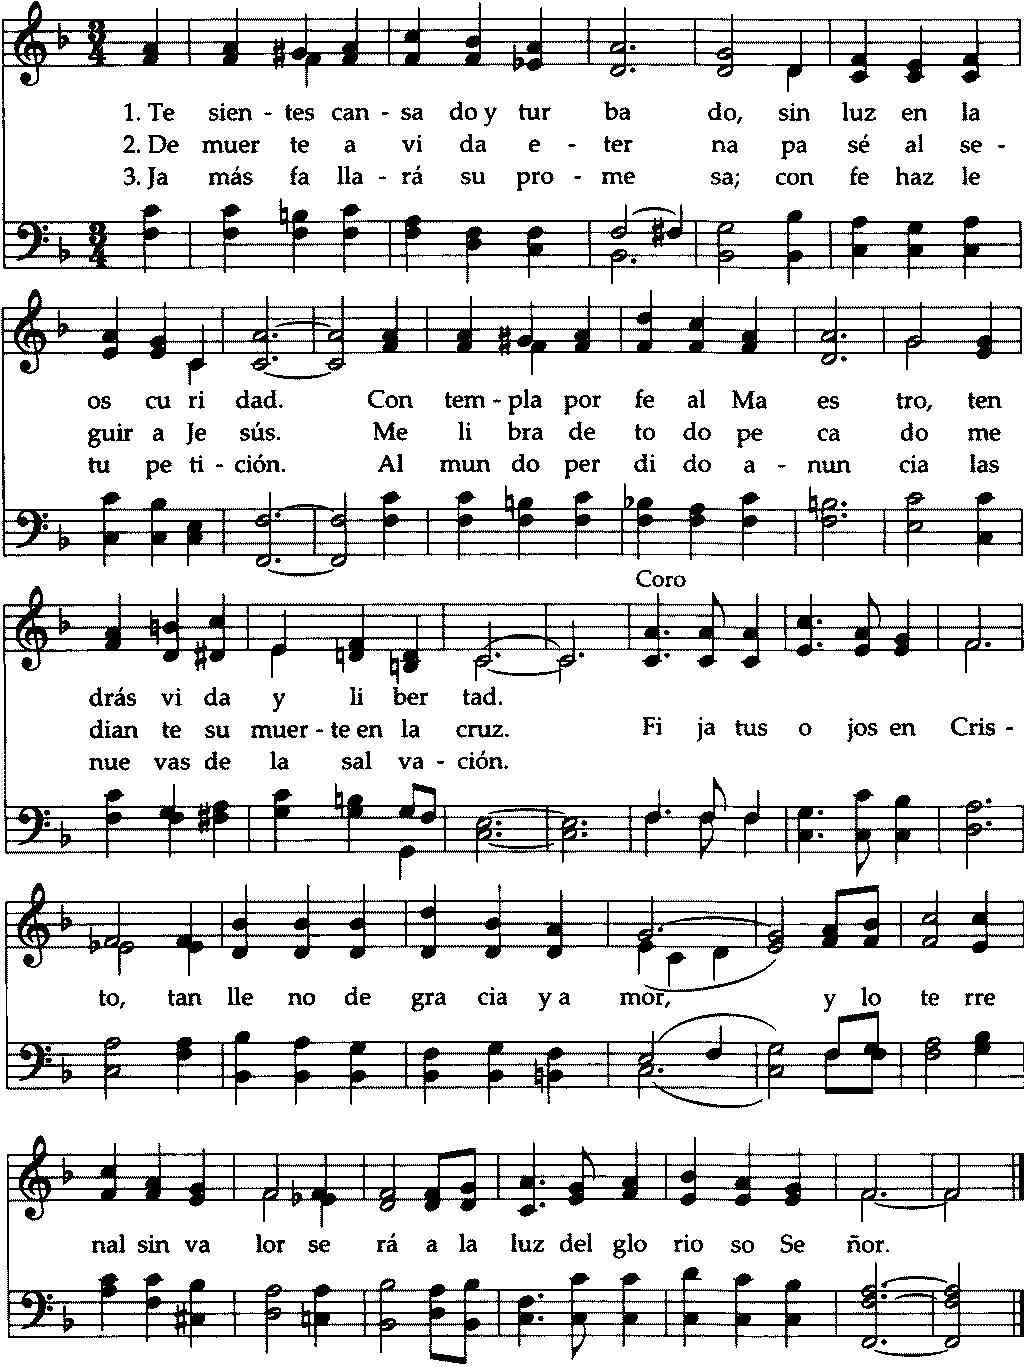 1. Te sien - tes can - sa do y tur ba do, sin luz en la
2. De muer te a vi da e - ter na pa sé al se -
3. Ja más fa lla - rá su pro - me sa; con fe haz le
os cu ri dad. Con tem - pla por fe al Ma es tro, ten
guir a Je sús. Me li bra de to do pe ca do me
tu pe ti - ción. Al mun do per di do a - nun cia las
Coro
drás vi da y li ber tad.
dian te su muer - te en la cruz. Fi ja tus o jos en Cris -
nue vas de la sal va - ción.
to, tan lle no de gra cia y a mor, y lo te rre
nal sin va lor se rá a la luz del glo rio so Se ñor.